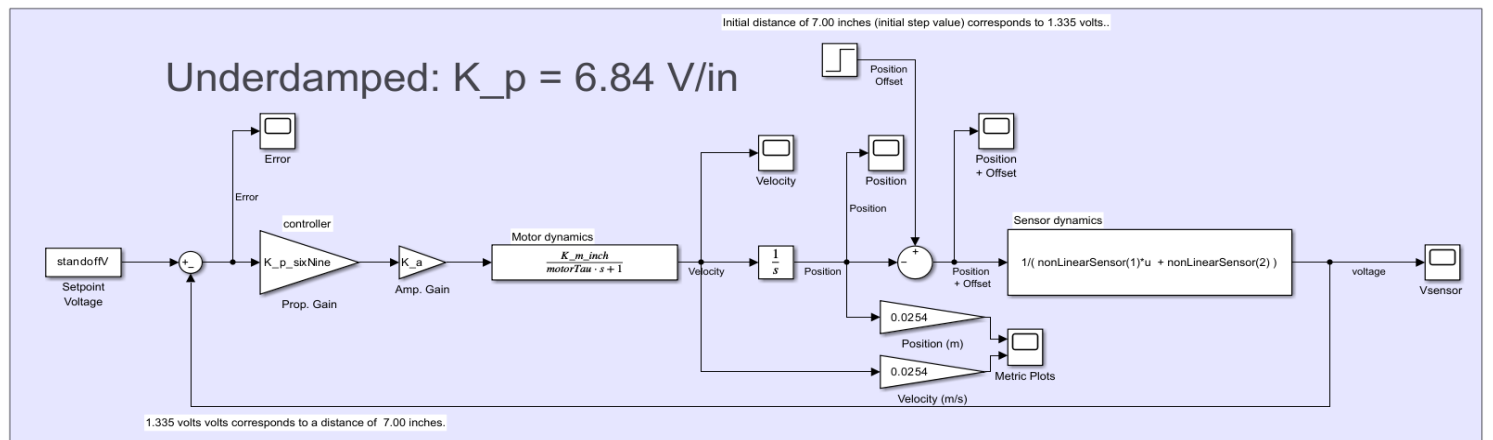 Initial distance of 7.00 inches (initial step value) corresponds to 1.335 volts..
Underdamped: K_p = 6.84 V/in
Position
Offset
Error
Velocity
Position
Position
+ Offset
Error
Position
controller
Motor dynamics
Sensor dynamics
standoffV
+
-
K_p_sixNine
K_a
K_m_inch
motorTau · s + 1
Velocity
1
s
Position
+
-
Position
+ Offset
1/( nonLinearSensor(1)*u + nonLinearSensor(2) )
voltage
Setpoint
Voltage
Prop. Gain
Amp. Gain
Vsensor
0.0254
Position (m)
0.0254
Metric Plots
Velocity (m/s)
1.335 volts volts corresponds to a distance of 7.00 inches.